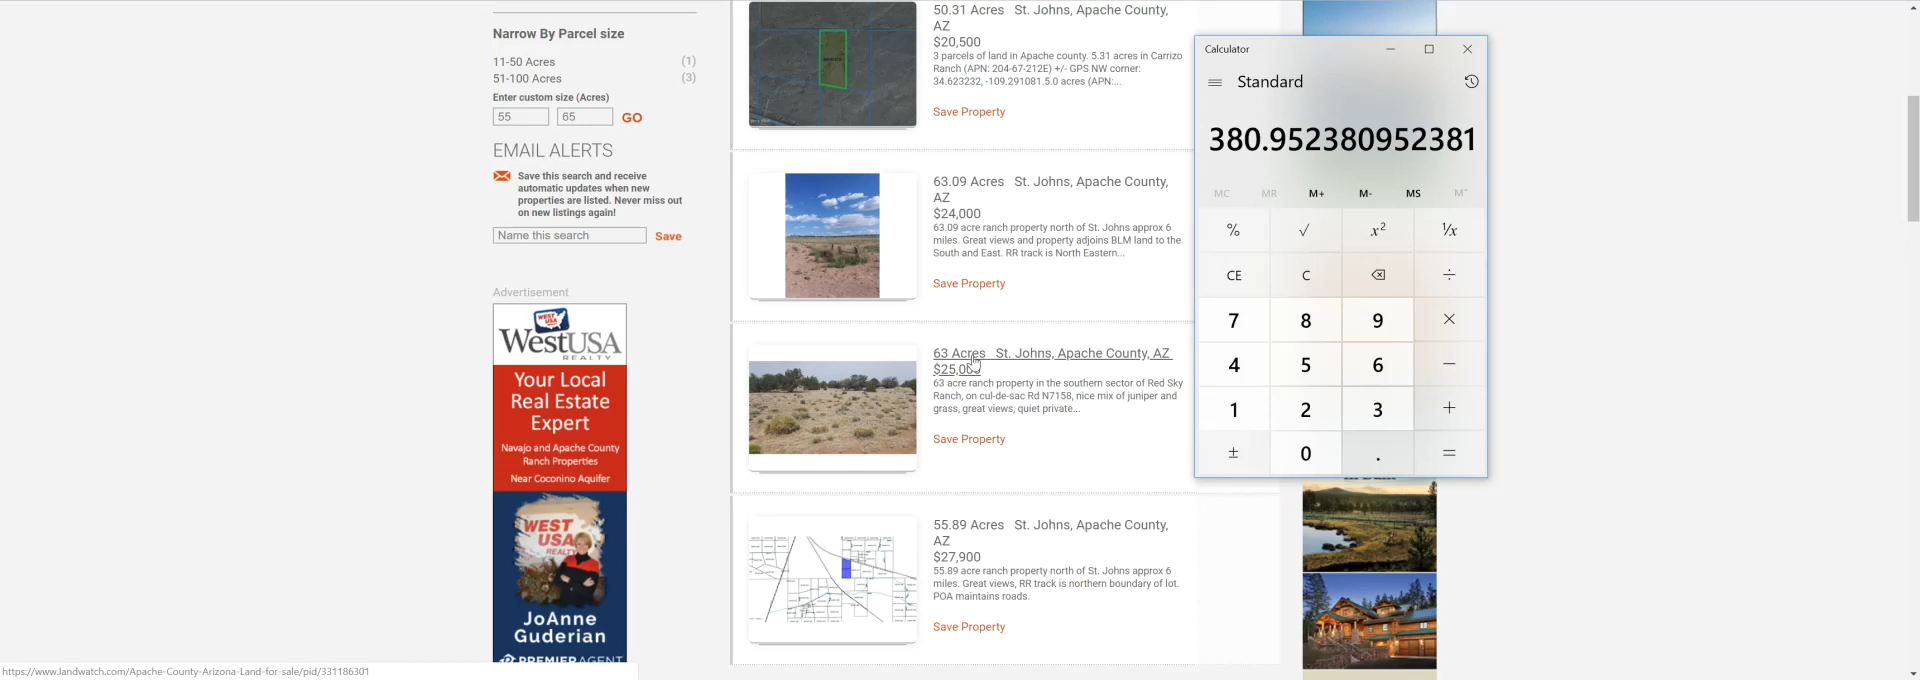 Narrow By Parcel size
11-50 Acres (1)
51-100 Acres (3)
Enter custom size (Acres)
55 65 GO
EMAIL ALERTS
Save this search and receive
automatic updates when new
properties are listed. Never miss out
on new listings again!
Name this search Save
Advertisement
WEST USA
WESTUSA
REALTY
Your Local
Real Estate
Expert
Navajo and Apache County
Ranch Properties
Near Coconino Aquifer
WEST
USA
REALTY
JoAnne
Guderian
PREMIERAGENT
50.31 Acres St. Johns, Apache County,
AZ
$20,500
3 parcels of land in Apache county. 5.31 acres in Carrizo
Ranch (APN: 204-67-212E) +/- GPS NW corner:
34.623232, -109.291081.5.0 acres (APN:...
Save Property
63.09 Acres St. Johns, Apache County,
AZ
$24,000
63.09 acre ranch property north of St. Johns approx 6
miles. Great views and property adjoins BLM land to the
South and East. RR track is North Eastern...
Save Property
63 Acres St. Johns, Apache County, AZ
$25,000
63 acre ranch property in the southern sector of Red Sky
Ranch, on cul-de-sac Rd N7158, nice mix of juniper and
grass, great views, quiet private...
Save Property
55.89 Acres St. Johns, Apache County,
AZ
$27,900
55.89 acre ranch property north of St. Johns approx 6
miles. Great views, RR track is northern boundary of lot.
POA maintains roads.
Save Property
Calculator
Standard
380.952380952381
MC MR M+ M- MS M˅
% √ x² ¹/x
CE C ÷
7 8 9 ×
4 5 6 −
1 2 3 +
± 0 . =
https://www.landwatch.com/Apache-County-Arizona-Land-for-sale/pid/331186301